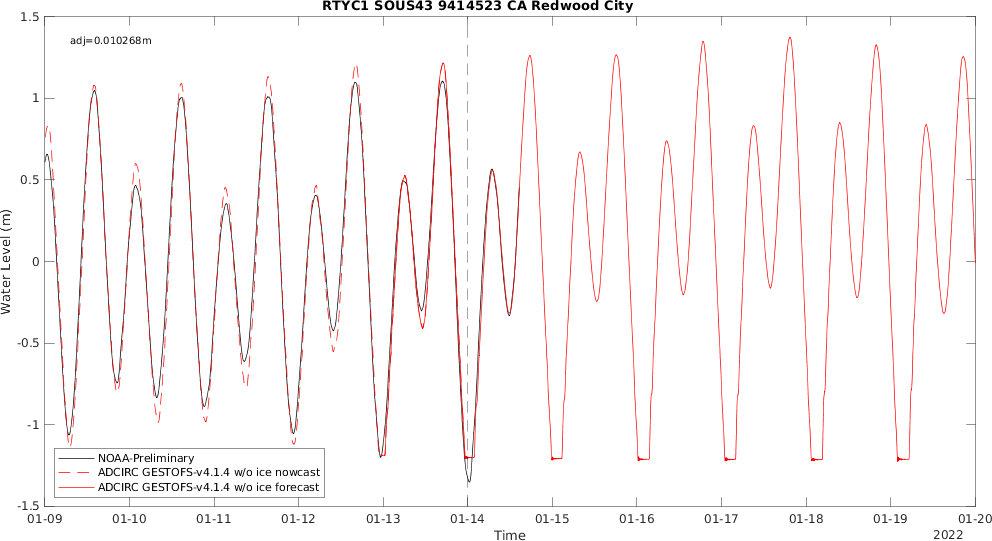 RTYC1 SOUS43 9414523 CA Redwood City
adj=0.010268m
1.5
1
0.5
0
-0.5
-1
-1.5
Water Level (m)
NOAA-Preliminary
ADCIRC GESTOFS-v4.1.4 w/o ice nowcast
ADCIRC GESTOFS-v4.1.4 w/o ice forecast
01-09 01-10 01-11 01-12 01-13 01-14 01-15 01-16 01-17 01-18 01-19 01-20
Time
2022